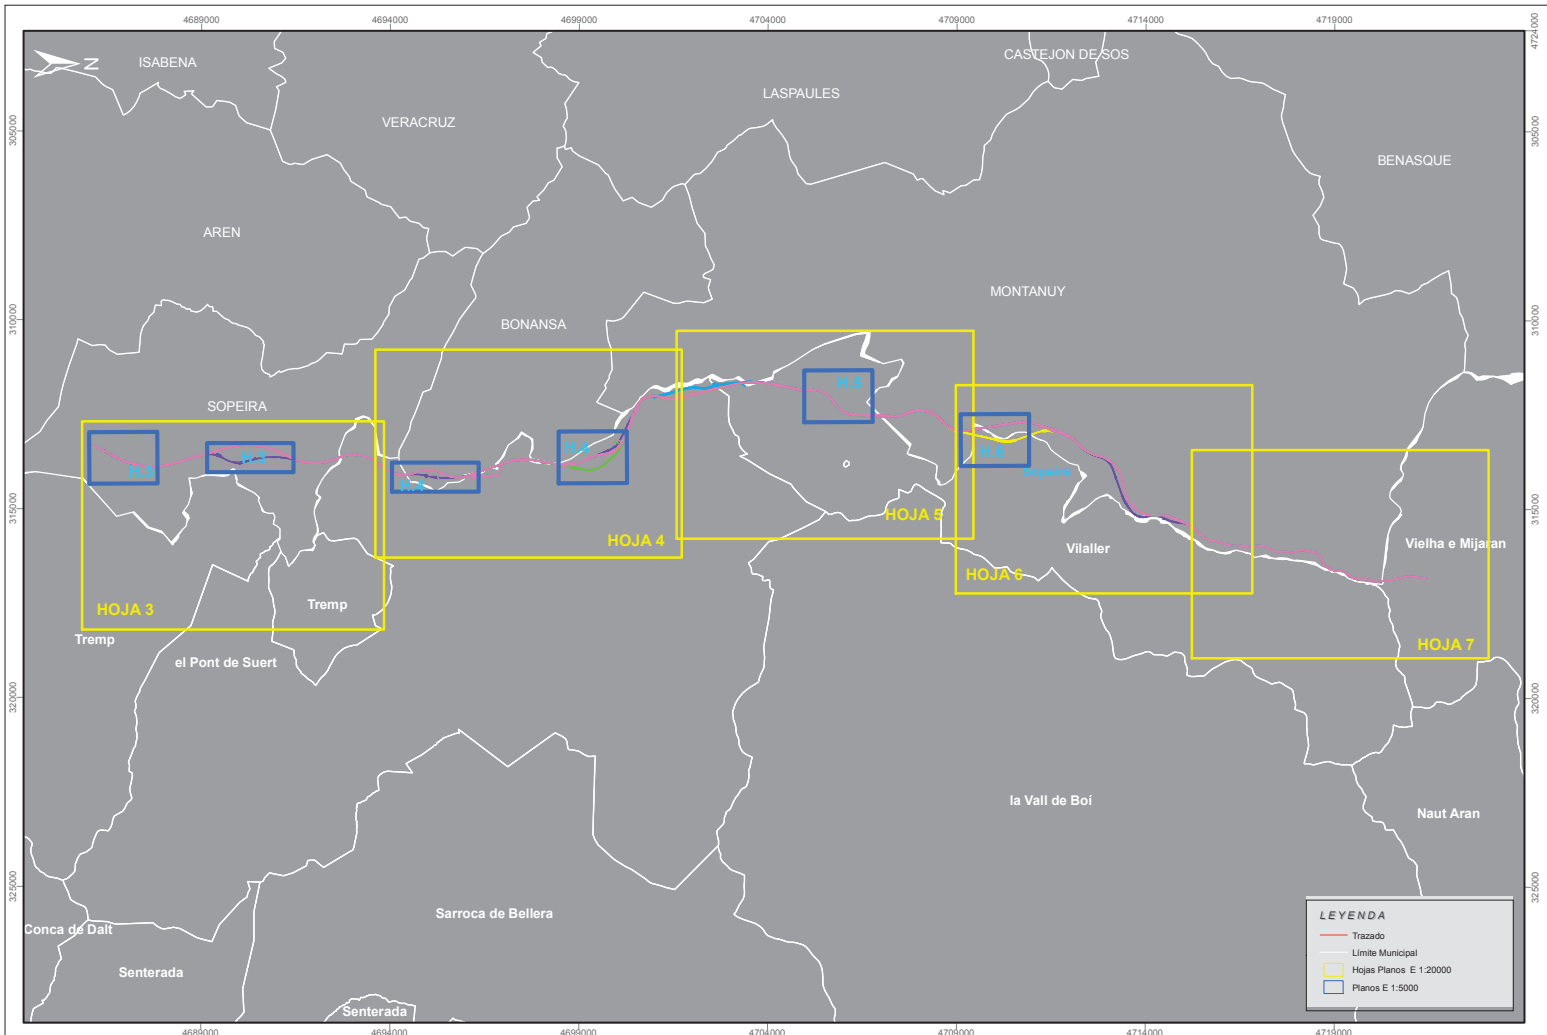 4689000
4694000
4699000
4704000
4709000
4714000
4719000
4724000
N
ISABENA
CASTEJON DE SOS
LASPAULES
VERACRUZ
305000
305000
BENASQUE
AREN
MONTANUY
310000
310000
BONANSA
H.5
SOPEIRA
H.4
H.3
H.6
H.3
H.4
315000
HOJA 5
315000
HOJA 4
Vilaller
Vielha e Mijaran
HOJA 6
HOJA 3
Tremp
Tremp
HOJA 7
el Pont de Suert
320000
320000
la Vall de Boí
Naut Aran
325000
325000
Sarroca de Bellera
Conca de Dalt
Senterada
Senterada
LEYENDA
Trazado
Límite Municipal
Hojas Planos E 1:20000
Planos E 1:5000
4689000
4694000
4699000
4704000
4709000
4714000
4719000